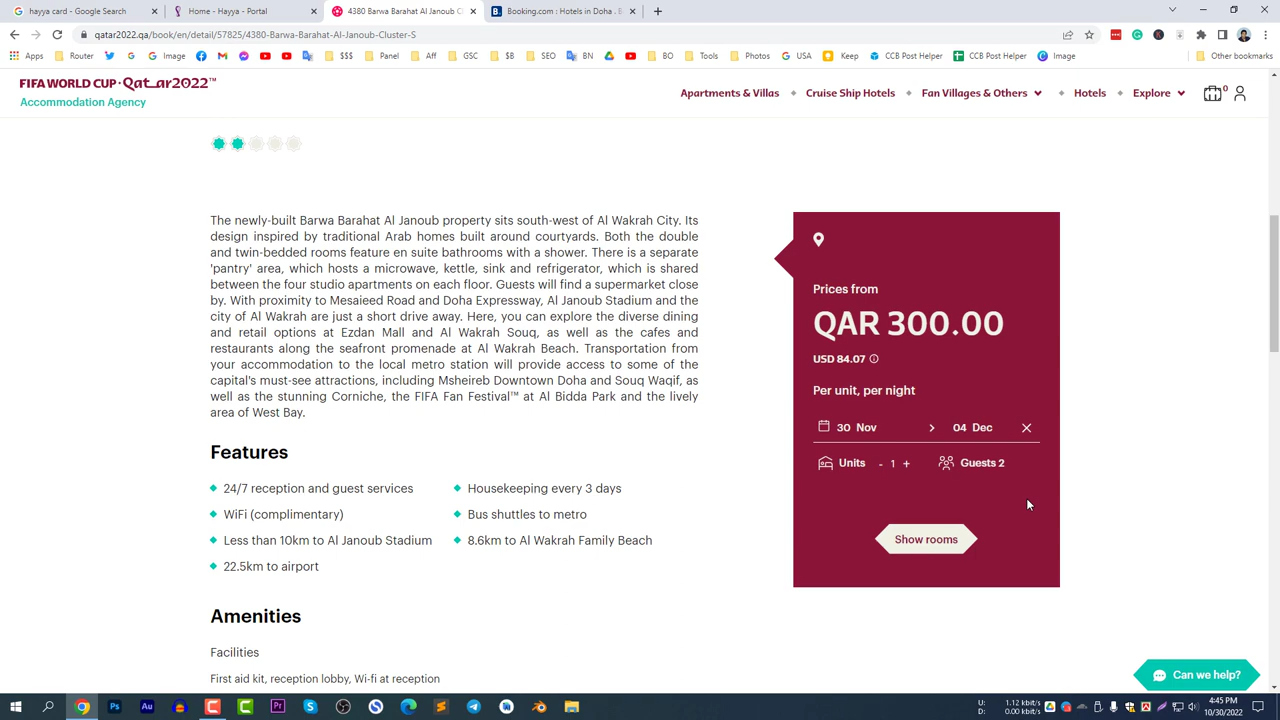 hayya card - Google Search
Home - Hayya - Portal
4380 Barwa Barahat Al Janoub C
Booking.com : Hotels in Doha . B
qatar2022.qa/book/en/detail/57825/4380-Barwa-Barahat-Al-Janoub-Cluster-S
Apps Router G Image $$$ Panel Aff GSC $B SEO BN BO Tools Photos USA Keep CCB Post Helper CCB Post Helper Image Other bookmarks
FIFA WORLD CUP Qatar2022™
Accommodation Agency
Apartments & Villas Cruise Ship Hotels Fan Villages & Others Hotels Explore 0
The newly-built Barwa Barahat Al Janoub property sits south-west of Al Wakrah City. Its
design inspired by traditional Arab homes built around courtyards. Both the double
and twin-bedded rooms feature en suite bathrooms with a shower. There is a separate
'pantry' area, which hosts a microwave, kettle, sink and refrigerator, which is shared
between the four studio apartments on each floor. Guests will find a supermarket close
by. With proximity to Mesaieed Road and Doha Expressway, Al Janoub Stadium and the
city of Al Wakrah are just a short drive away. Here, you can explore the diverse dining
and retail options at Ezdan Mall and Al Wakrah Souq, as well as the cafes and
restaurants along the seafront promenade at Al Wakrah Beach. Transportation from
your accommodation to the local metro station will provide access to some of the
capital's must-see attractions, including Msheireb Downtown Doha and Souq Waqif, as
well as the stunning Corniche, the FIFA Fan Festival™ at Al Bidda Park and the lively
area of West Bay.
Prices from
QAR 300.00
USD 84.07
Per unit, per night
30 Nov > 04 Dec
Units - 1 + Guests 2
Show rooms
Features
24/7 reception and guest services
Housekeeping every 3 days
WiFi (complimentary)
Bus shuttles to metro
Less than 10km to Al Janoub Stadium
8.6km to Al Wakrah Family Beach
22.5km to airport
Amenities
Facilities
First aid kit, reception lobby, Wi-fi at reception
Can we help?
U: 1.12 kbit/s
D: 0.00 kbit/s
4:45 PM
10/30/2022